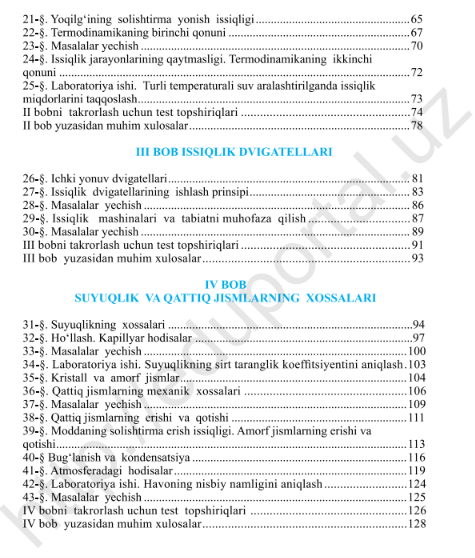 21-§. Yoqilg‘ining solishtirma yonish issiqligi....................................................65
22-§. Termodinamikaning birinchi qonuni .............................................................67
23-§. Masalalar yechish ..........................................................................................70
24-§. Issiqlik jarayonlarining qaytmasligi. Termodinamikaning ikkinchi
qonuni .....................................................................................................................72
25-§. Laboratoriya ishi. Turli temperaturali suv aralashtirilganda issiqlik
miqdorlarini taqqoslash...........................................................................................73
II bobni takrorlash uchun test topshiriqlari .........................................................74
II bob yuzasidan muhim xulosalar..........................................................................78
III BOB ISSIQLIK DVIGATELLARI
26-§. Ichki yonuv dvigatellari................................................................................. 81
27-§. Issiqlik dvigatellarining ishlash prinsipi...................................................... 83
28-§. Masalalar yechish ......................................................................................... 86
29-§. Issiqlik mashinalari va tabiatni muhofaza qilish .................................. 87
30-§. Masalalar yechish .......................................................................................... 89
III bobni takrorlash uchun test topshiriqlari ......................................................... 91
III bob yuzasidan muhim xulosalar...................................................................... 93
IV BOB
SUYUQLIK VA QATTIQ JISMLARNING XOSSALARI
31-§. Suyuqlikning xossalari ..................................................................................94
32-§. Ho‘llash. Kapillyar hodisalar .........................................................................97
33-§. Masalalar yechish ........................................................................................100
34-§. Laboratoriya ishi. Suyuqlikning sirt taranglik koeffitsiyentini aniqlash.103
35-§. Kristall va amorf jismlar............................................................................104
36-§. Qattiq jismlarning mexanik xossalari ......................................................106
37-§. Masalalar yechish ........................................................................................109
38-§. Qattiq jismlarning erishi va qotishi ...........................................................111
39-§. Moddaning solishtirma erish issiqligi. Amorf jismlarning erishi va
qotishi.....................................................................................................................113
40-§ Bug‘lanish va kondensatsiya .......................................................................116
41-§. Atmosferadagi hodisalar..............................................................................119
42-§. Laboratoriya ishi. Havoning nisbiy namligini aniqlash............................124
43-§. Masalalar yechish ........................................................................................125
IV bobni takrorlash uchun test topshiriqlari ....................................................126
IV bob yuzasidan muhim xulosalar.....................................................................128
http://eduportal.uz